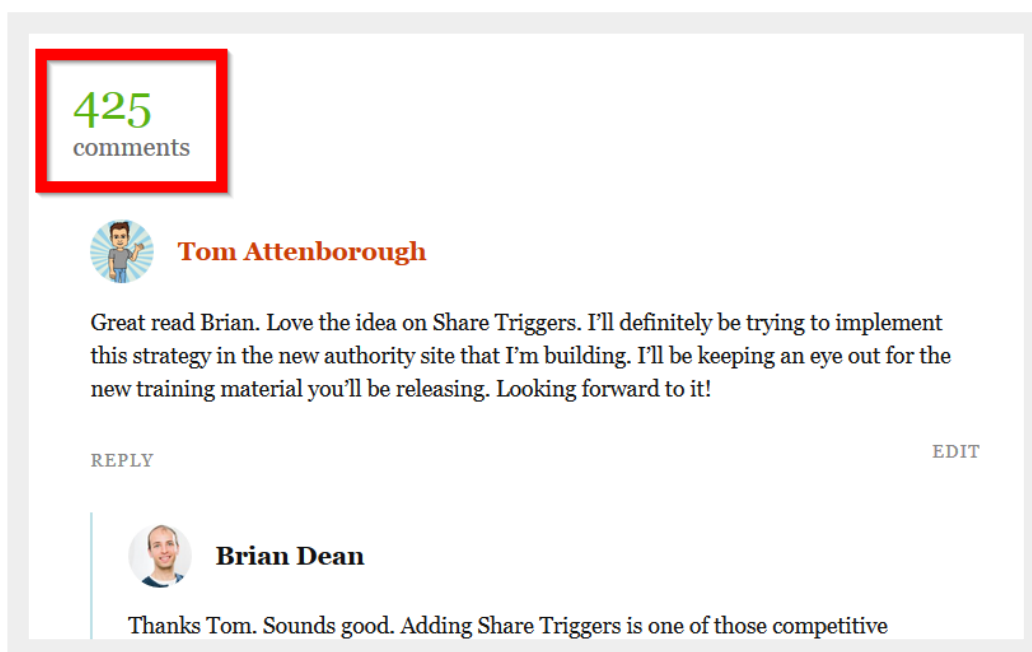 425
comments
Tom Attenborough
Great read Brian. Love the idea on Share Triggers. I’ll definitely be trying to implement
this strategy in the new authority site that I’m building. I’ll be keeping an eye out for the
new training material you’ll be releasing. Looking forward to it!
REPLY
EDIT
Brian Dean
Thanks Tom. Sounds good. Adding Share Triggers is one of those competitive